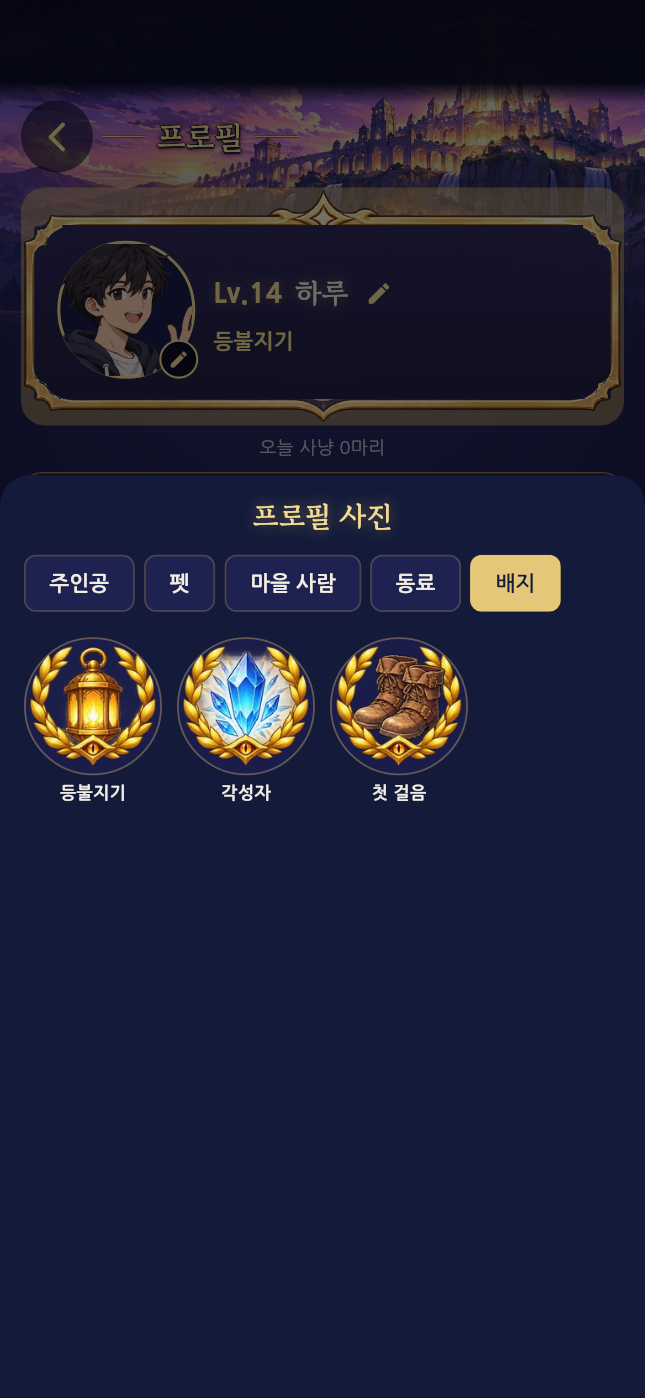 프로필
Lv.14 하루
등불지기
오늘 사냥 0마리
프로필 사진
주인공 펫 마을 사람 동료 배지
등불지기 각성자 첫 걸음